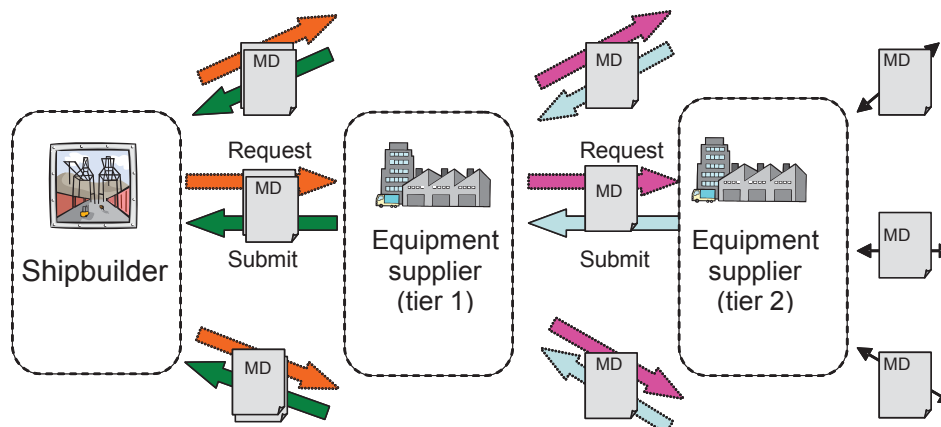 MD
MD
MD
Request
Request
MD
MD
MD
Shipbuilder
Submit
Equipment
supplier
(tier 1)
Submit
Equipment
supplier
(tier 2)
MD
MD
MD